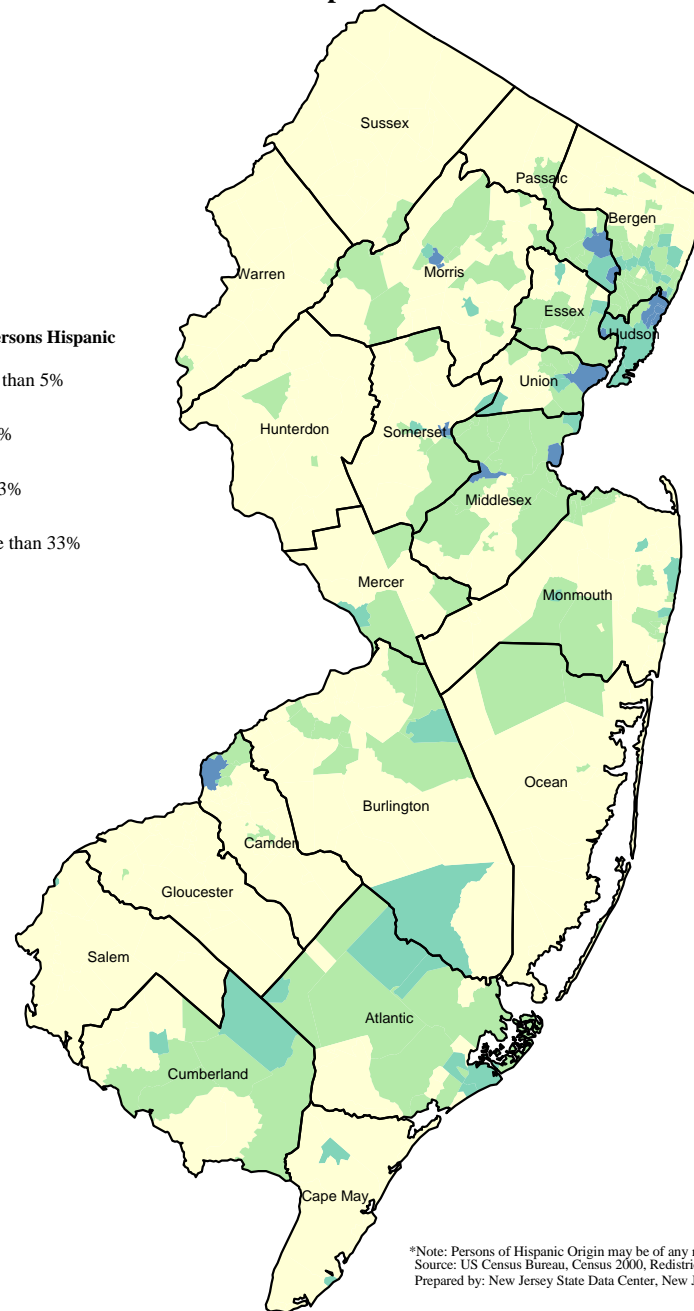 Sussex
Passaic
Bergen
Warren
Morris
Essex
Hudson
ersons Hispanic
than 5%
Union
Hunterdon
Somerset
%
3%
Middlesex
e than 33%
Mercer
Monmouth
Ocean
Burlington
Camden
Gloucester
Salem
Atlantic
Cumberland
Cape May
*Note: Persons of Hispanic Origin may be of any r
Source: US Census Bureau, Census 2000, Redistri
Prepared by: New Jersey State Data Center, New J